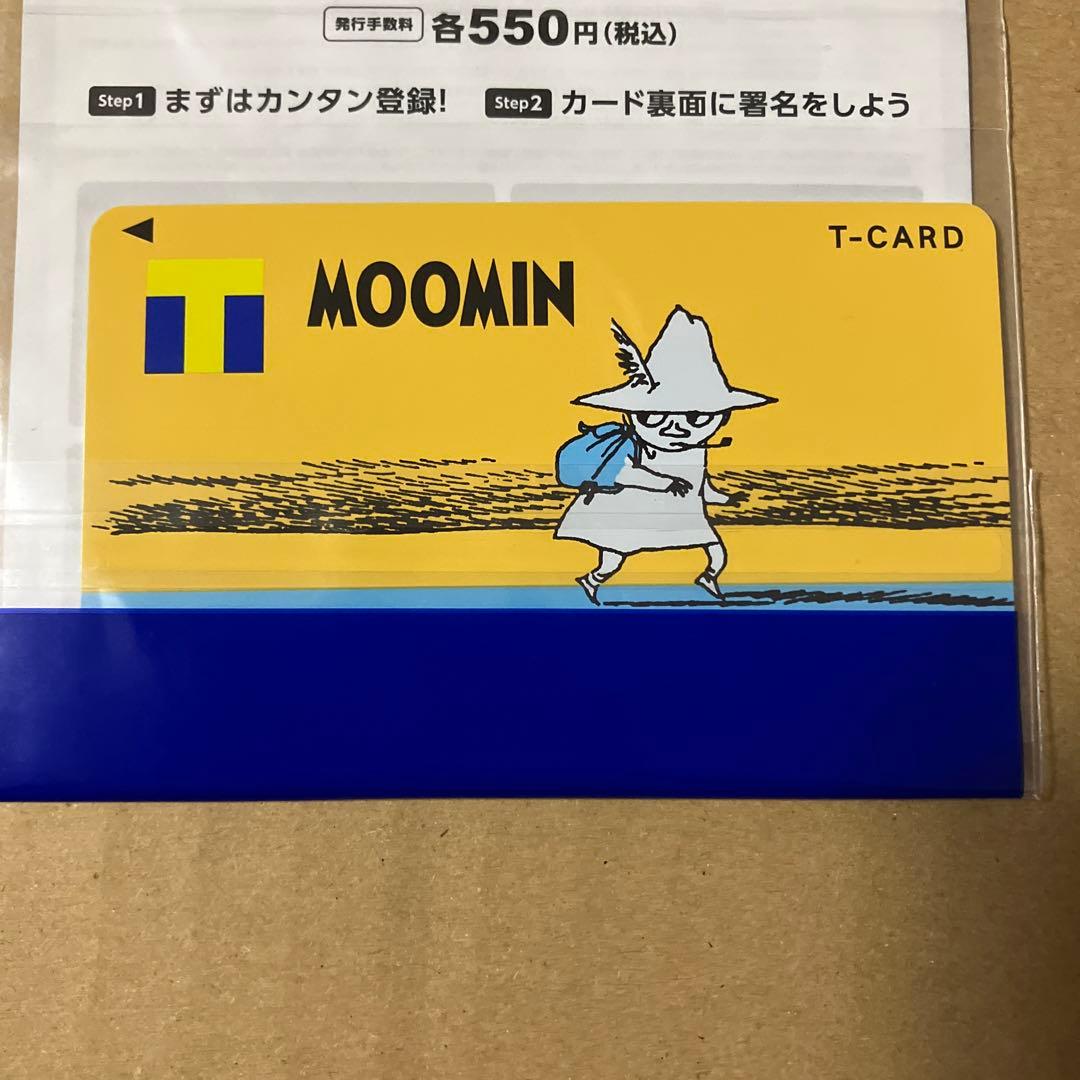 発行手数料 各550円(税込)
Step1 まずはカンタン登録! Step2 カード裏面に署名をしよう
T-CARD
T MOOMIN